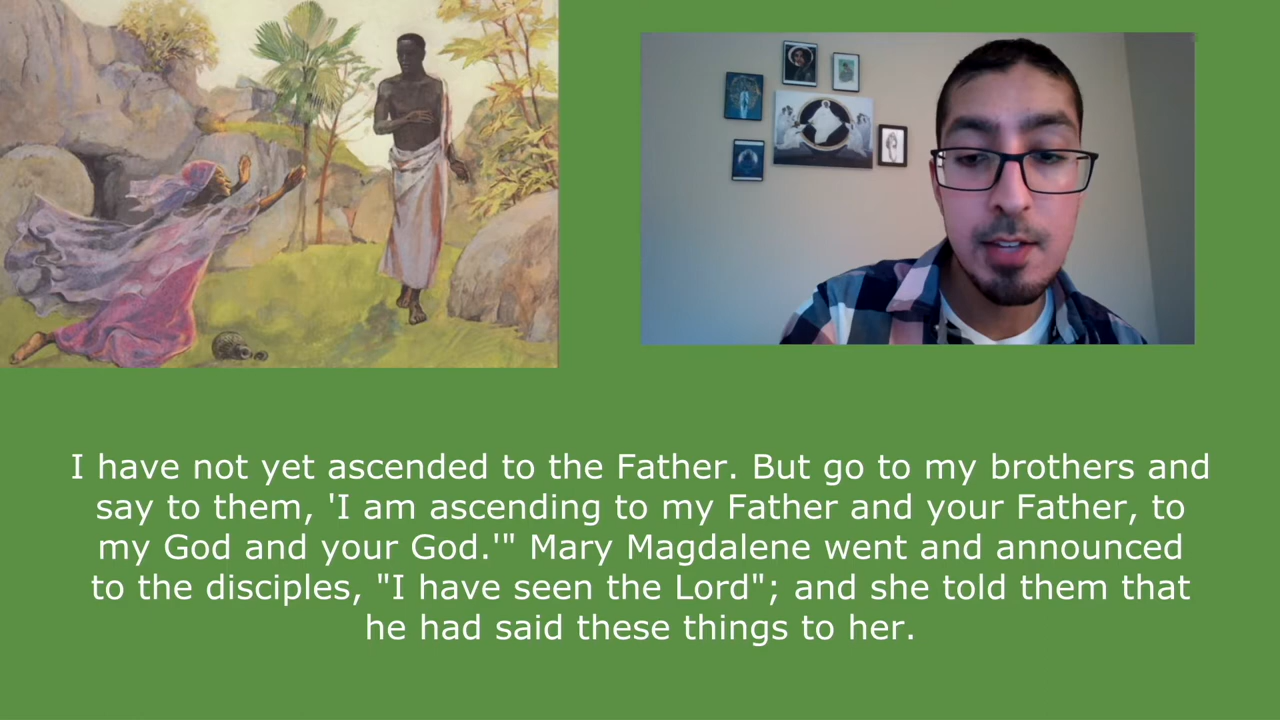 I have not yet ascended to the Father. But go to my brothers and
say to them, 'I am ascending to my Father and your Father, to
my God and your God.'" Mary Magdalene went and announced
to the disciples, "I have seen the Lord"; and she told them that
he had said these things to her.